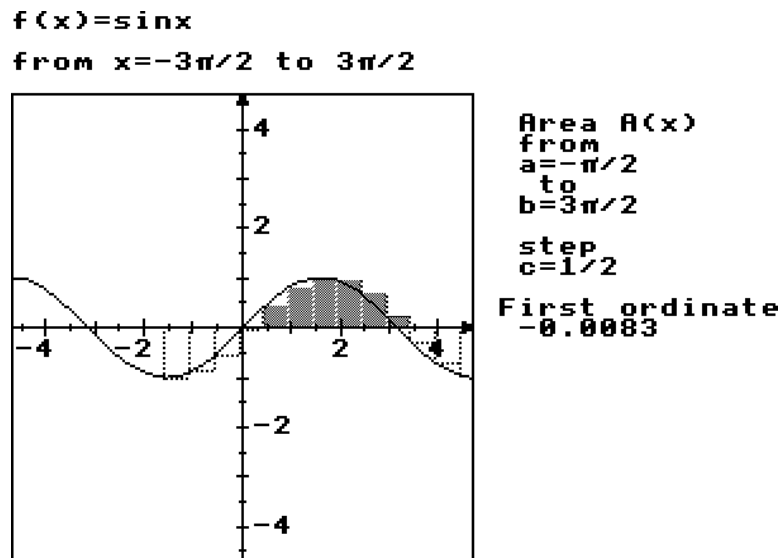 f(x)=sinx
from x=-3π/2 to 3π/2
Area A(x)
from
a=-π/2
to
b=3π/2
step
c=1/2
First ordinate
-0.0083
4
2
-4 -2 2 4
-2
-4